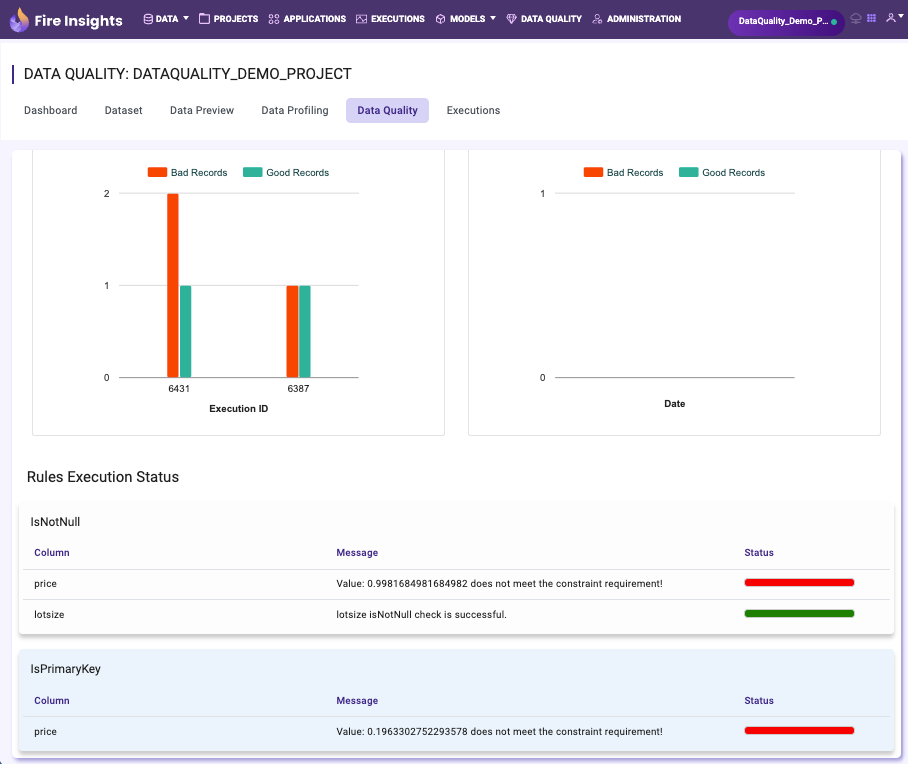 Fire Insights DATA PROJECTS APPLICATIONS EXECUTIONS MODELS DATA QUALITY ADMINISTRATION DataQuality_Demo_P...
DATA QUALITY: DATAQUALITY_DEMO_PROJECT
Dashboard Dataset Data Preview Data Profiling Data Quality Executions
Bad Records Good Records
2
1
0
6431 6387
Execution ID
Bad Records Good Records
1
0
Date
Rules Execution Status
IsNotNull
Column Message Status
price Value: 0.9981684981684982 does not meet the constraint requirement!
lotsize lotsize isNotNull check is successful.
IsPrimaryKey
Column Message Status
price Value: 0.1963302752293578 does not meet the constraint requirement!